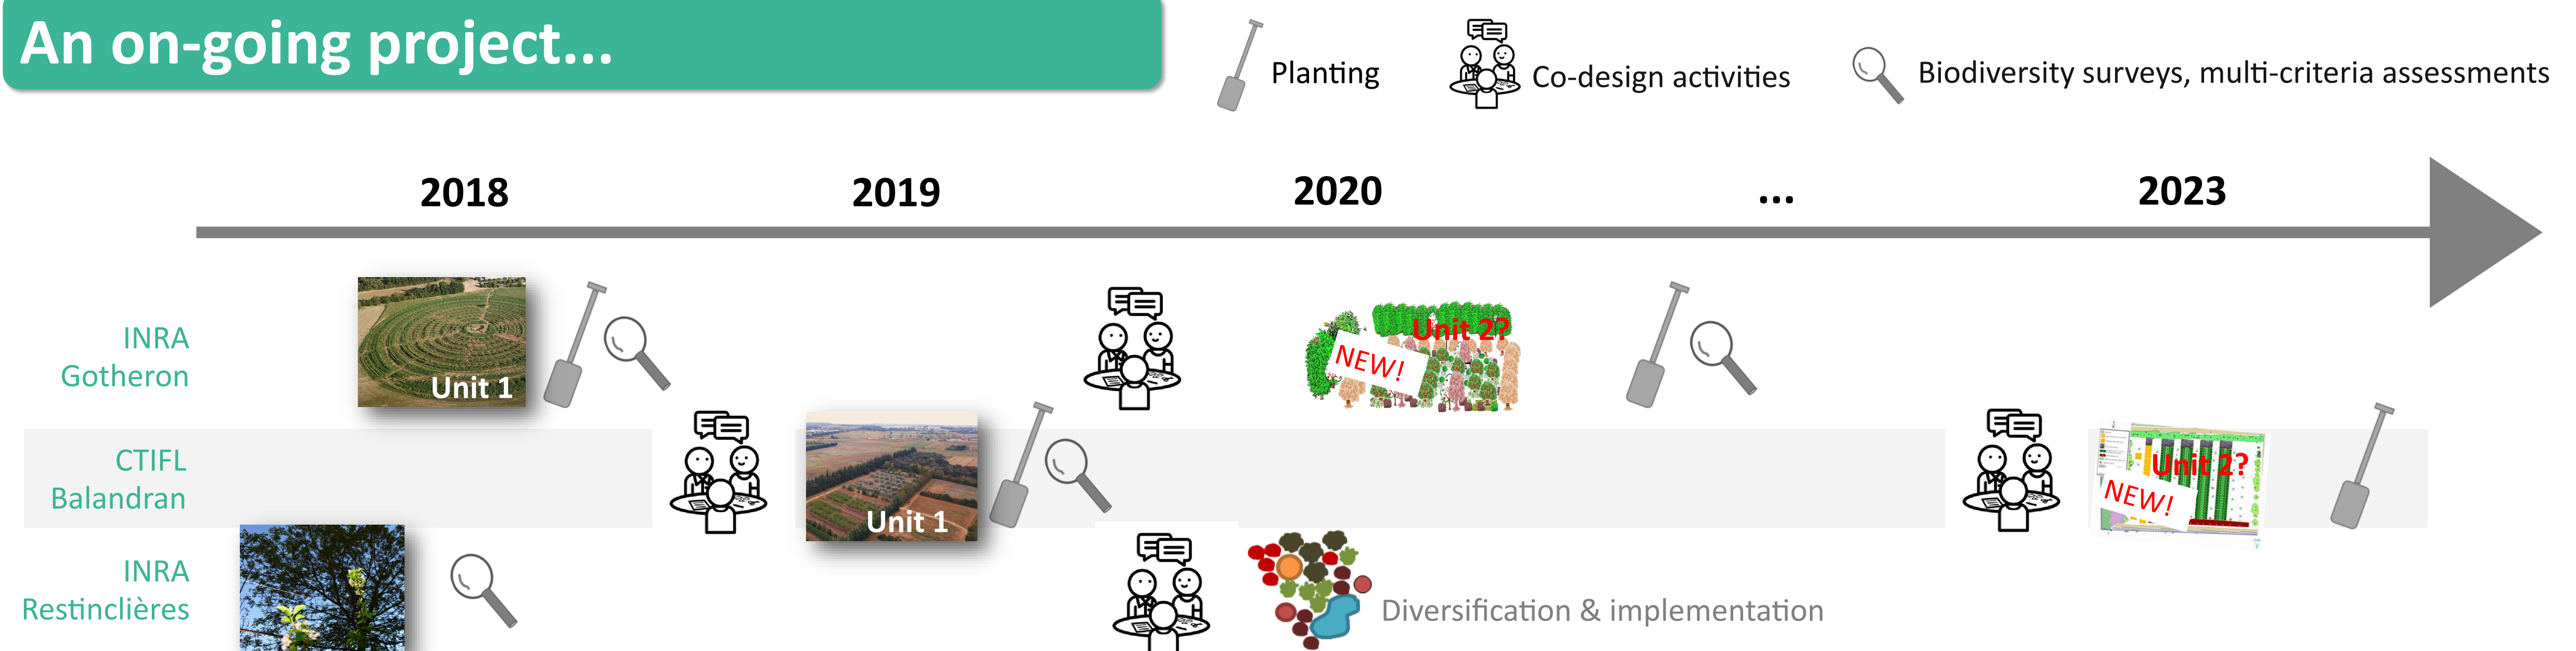 An on-going project...
Planting
Co-design activities
Biodiversity surveys, multi-criteria assessments
2018
2019
2020
...
2023
INRA
Gotheron
Unit 1
Unit 2?
NEW!
CTIFL
Balandran
Unit 1
Unit 2?
NEW!
INRA
Restinclières
Diversification & implementation